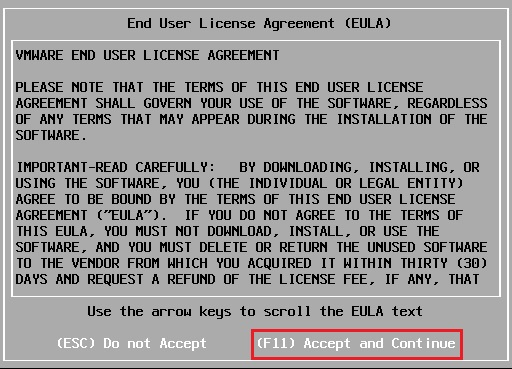 End User License Agreement (EULA)
VMWARE END USER LICENSE AGREEMENT
PLEASE NOTE THAT THE TERMS OF THIS END USER LICENSE
AGREEMENT SHALL GOVERN YOUR USE OF THE SOFTWARE, REGARDLESS
OF ANY TERMS THAT MAY APPEAR DURING THE INSTALLATION OF THE
SOFTWARE.
IMPORTANT-READ CAREFULLY:   BY DOWNLOADING, INSTALLING, OR
USING THE SOFTWARE, YOU (THE INDIVIDUAL OR LEGAL ENTITY)
AGREE TO BE BOUND BY THE TERMS OF THIS END USER LICENSE
AGREEMENT ("EULA").  IF YOU DO NOT AGREE TO THE TERMS OF
THIS EULA, YOU MUST NOT DOWNLOAD, INSTALL, OR USE THE
SOFTWARE, AND YOU MUST DELETE OR RETURN THE UNUSED SOFTWARE
TO THE VENDOR FROM WHICH YOU ACQUIRED IT WITHIN THIRTY (30)
DAYS AND REQUEST A REFUND OF THE LICENSE FEE, IF ANY, THAT
Use the arrow keys to scroll the EULA text
(ESC) Do not Accept
(F11) Accept and Continue